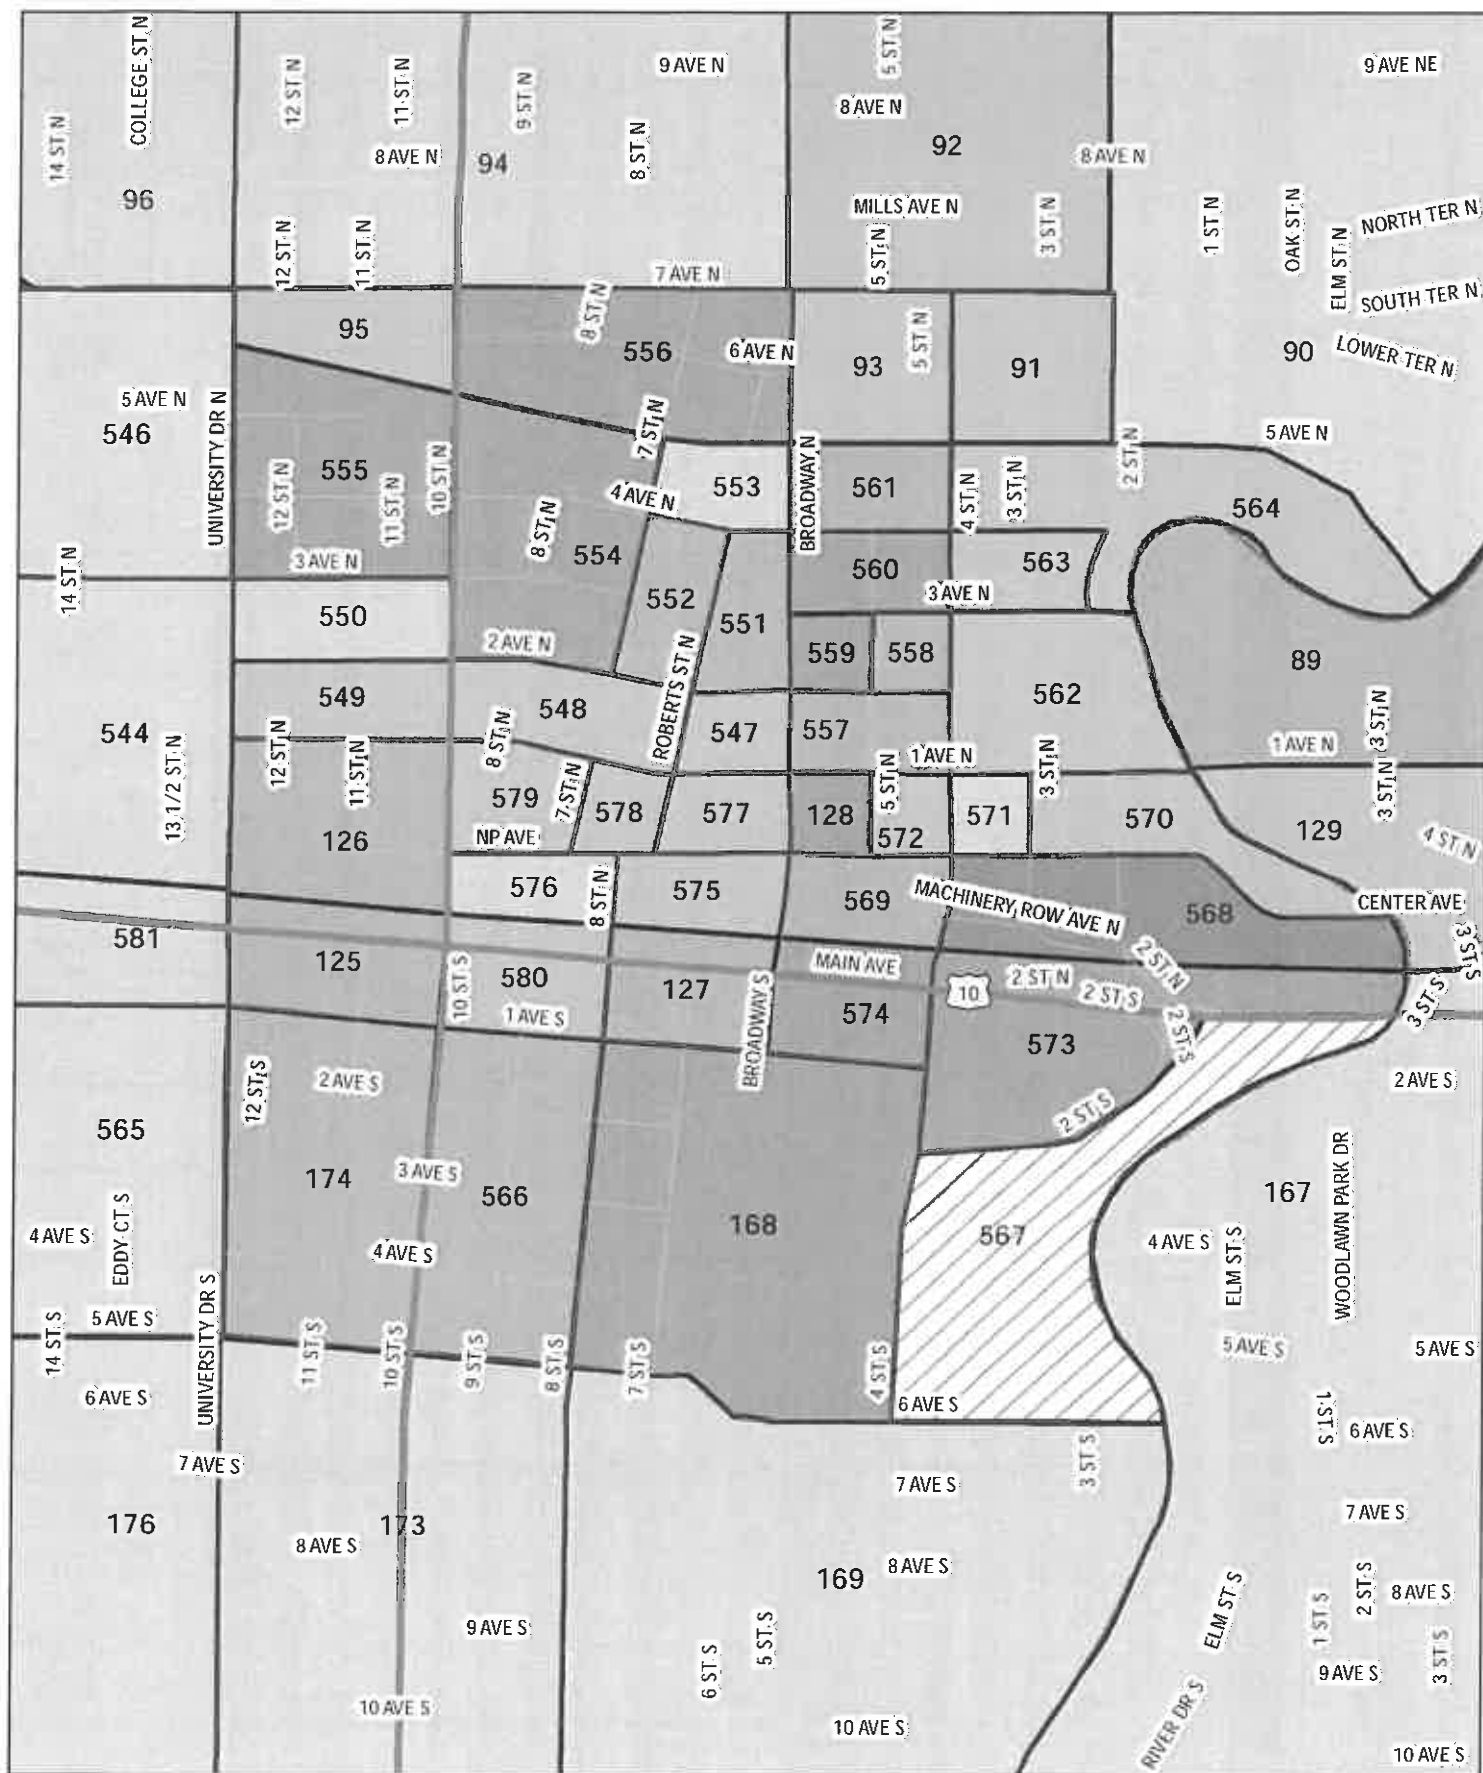 COLLEGE ST N
12 ST N
11 ST N
9 ST N
9 AVE N
5 ST N
9 AVE NE
14 ST N
8 AVE N
94
8 ST N
8 AVE N
92
8 AVE N
96
MILLS AVE N
3 ST N
1 ST N
OAK ST N
NORTH TER N
12 ST N
11 ST N
5 ST N
ELM ST N
7 AVE N
SOUTH TER N
95
8 ST N
556
6 AVE N
93
5 ST N
91
90
LOWER TER N
5 AVE N
546
UNIVERSITY DR N
7 ST N
BROADWAY N
2 ST N
5 AVE N
555
12 ST N
11 ST N
10 ST N
4 AVE N
553
561
4 ST N
3 ST N
564
8 ST N
554
14 ST N
3 AVE N
560
563
552
3 AVE N
550
551
2 AVE N
559
558
89
549
548
ROBERTS ST N
562
544
547
557
3 ST N
13 1/2 ST N
12 ST N
11 ST N
8 ST N
1 AVE N
1 AVE N
579
7 ST N
578
577
128
5 ST N
572
571
3 ST N
570
129
3 ST N
126
NP AVE
4 ST N
576
8 ST N
575
569
MACHINERY ROW AVE N
568
CENTER AVE
581
125
580
127
MAIN AVE
10
2 ST N
2 ST S
2 ST N
3 ST S
10 ST S
1 AVE S
BROADWAY S
574
573
2 ST S
3 ST S
12 ST S
2 AVE S
2 AVE S
565
2 ST S
174
3 AVE S
566
168
567
167
WOODLAWN PARK DR
4 AVE S
EDDY CT S
4 AVE S
4 AVE S
ELM ST S
5 AVE S
14 ST S
UNIVERSITY DR S
11 ST S
10 ST S
9 ST S
8 ST S
7 ST S
4 ST S
5 AVE S
5 AVE S
6 AVE S
6 AVE S
1 ST S
6 AVE S
7 AVE S
7 AVE S
3 ST S
176
173
7 AVE S
8 AVE S
169
8 AVE S
ELM ST S
2 ST S
8 AVE S
9 AVE S
6 ST S
5 ST S
1 ST S
9 AVE S
3 ST S
10 AVE S
10 AVE S
RIVER DR S
10 AVE S